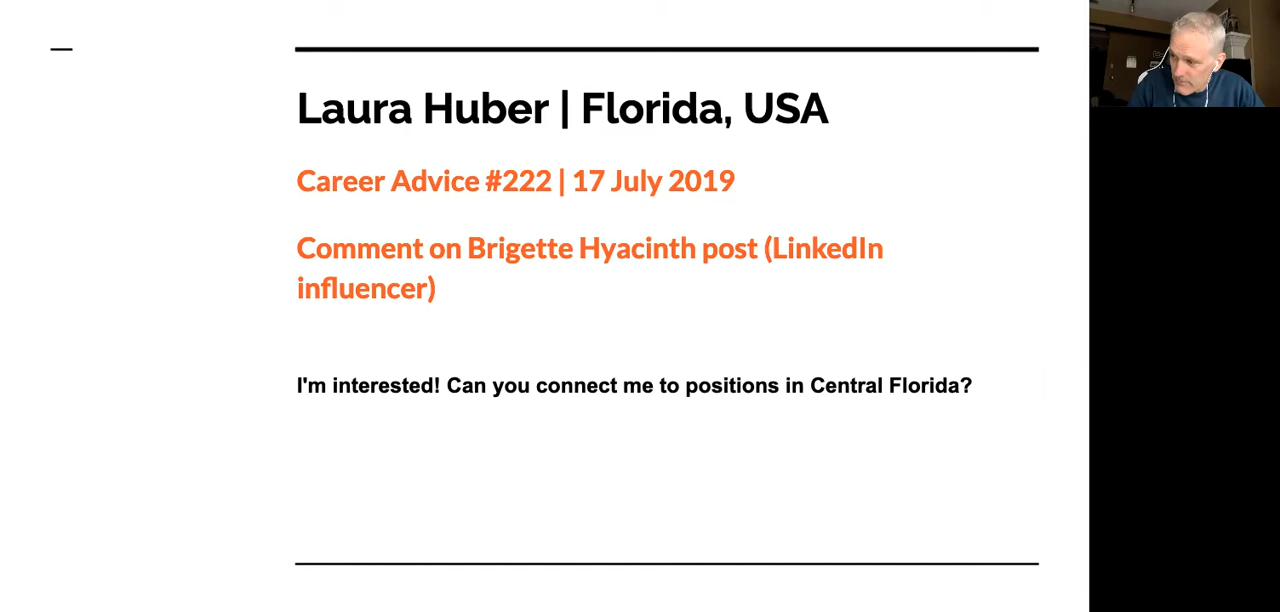 Laura Huber | Florida, USA
Career Advice #222 | 17 July 2019
Comment on Brigette Hyacinth post (LinkedIn
influencer)
I'm interested! Can you connect me to positions in Central Florida?